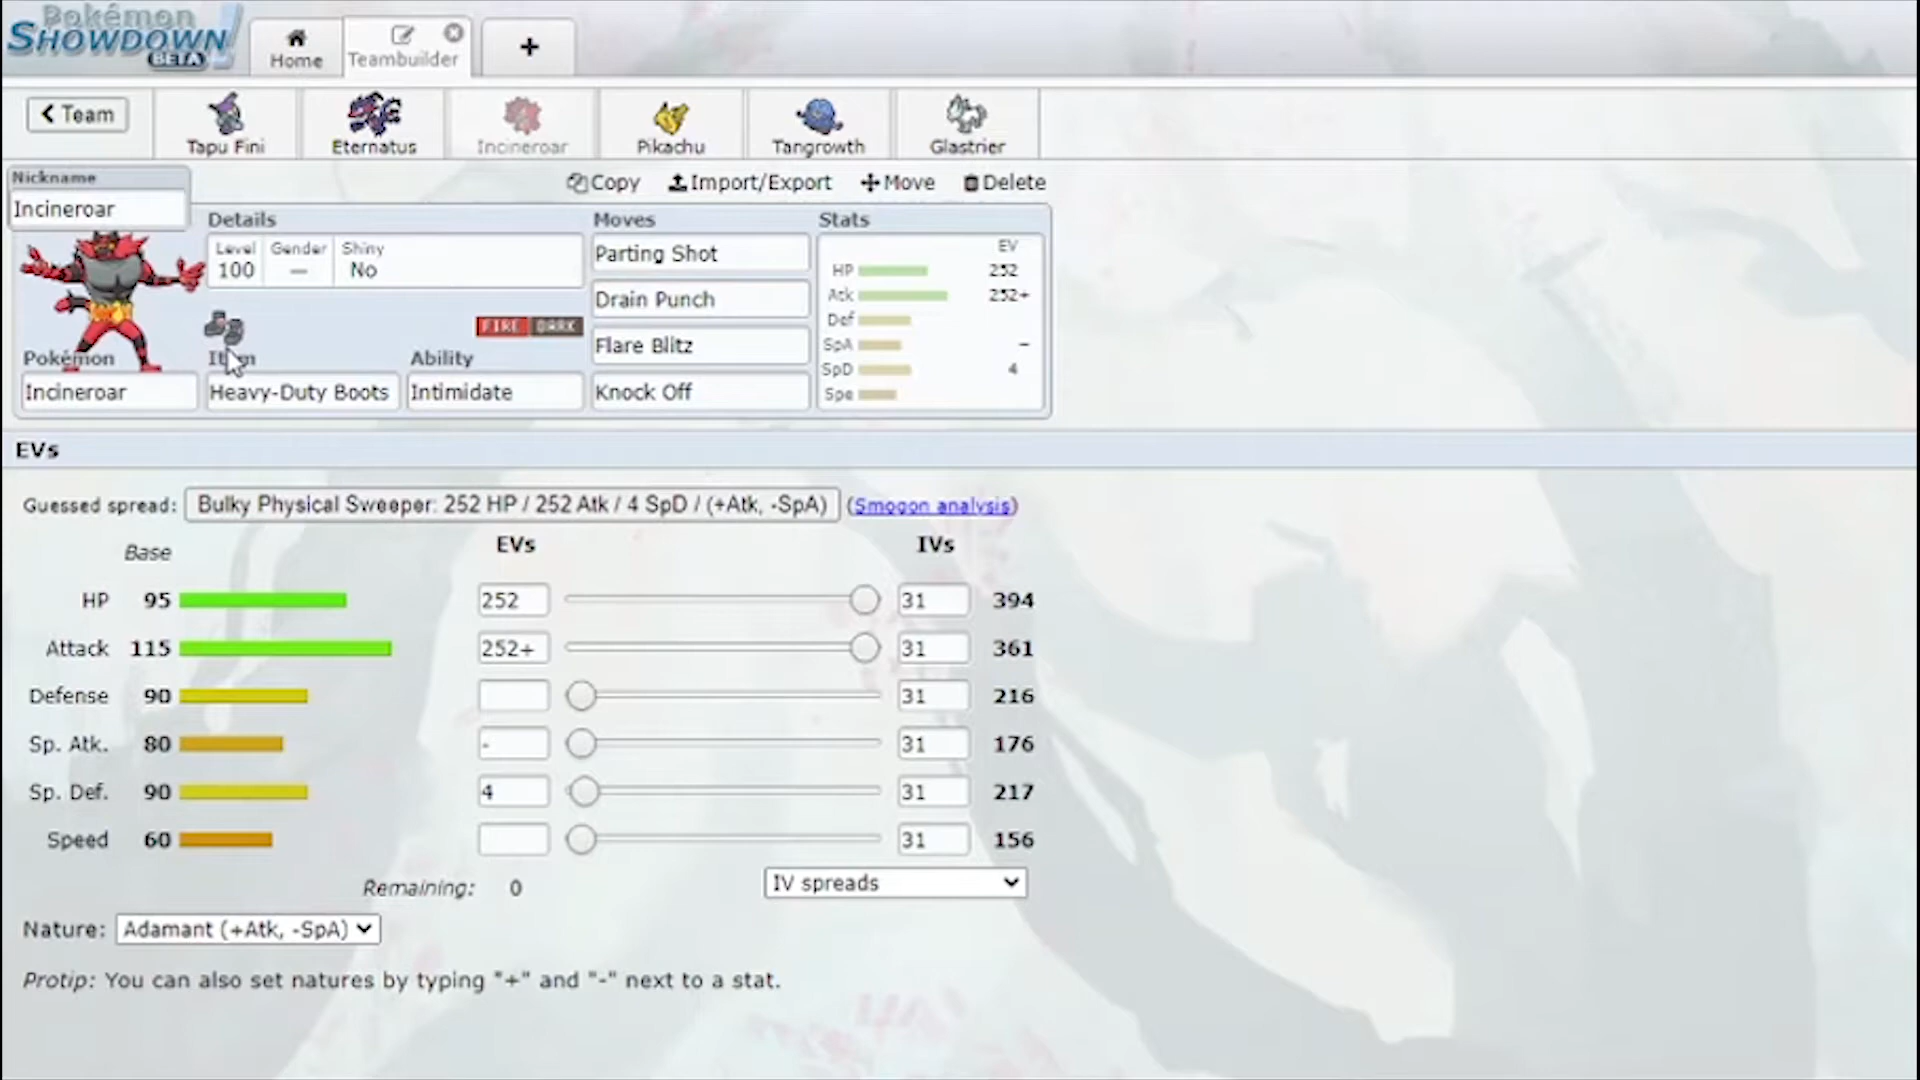 Pokémon
SHOWDOWN!
BETA
Home
Teambuilder
+
Team
Tapu Fini
Eternatus
Incineroar
Pikachu
Tangrowth
Glastrier
Nickname
Incineroar
Copy
Import/Export
Move
Delete
Details
Moves
Stats
Level
Gender
Shiny
100
—
No
FIRE
DARK
Pokémon
Item
Ability
Incineroar
Heavy-Duty Boots
Intimidate
Parting Shot
Drain Punch
Flare Blitz
Knock Off
EV
HP 252
Atk 252+
Def
SpA −
SpD 4
Spe
EVs
Guessed spread: Bulky Physical Sweeper: 252 HP / 252 Atk / 4 SpD / (+Atk, -SpA) (Smogon analysis)
Base EVs IVs
HP 95 252 31 394
Attack 115 252+ 31 361
Defense 90 31 216
Sp. Atk. 80 - 31 176
Sp. Def. 90 4 31 217
Speed 60 31 156
Remaining: 0
IV spreads
Nature: Adamant (+Atk, -SpA)
Protip: You can also set natures by typing "+" and "-" next to a stat.